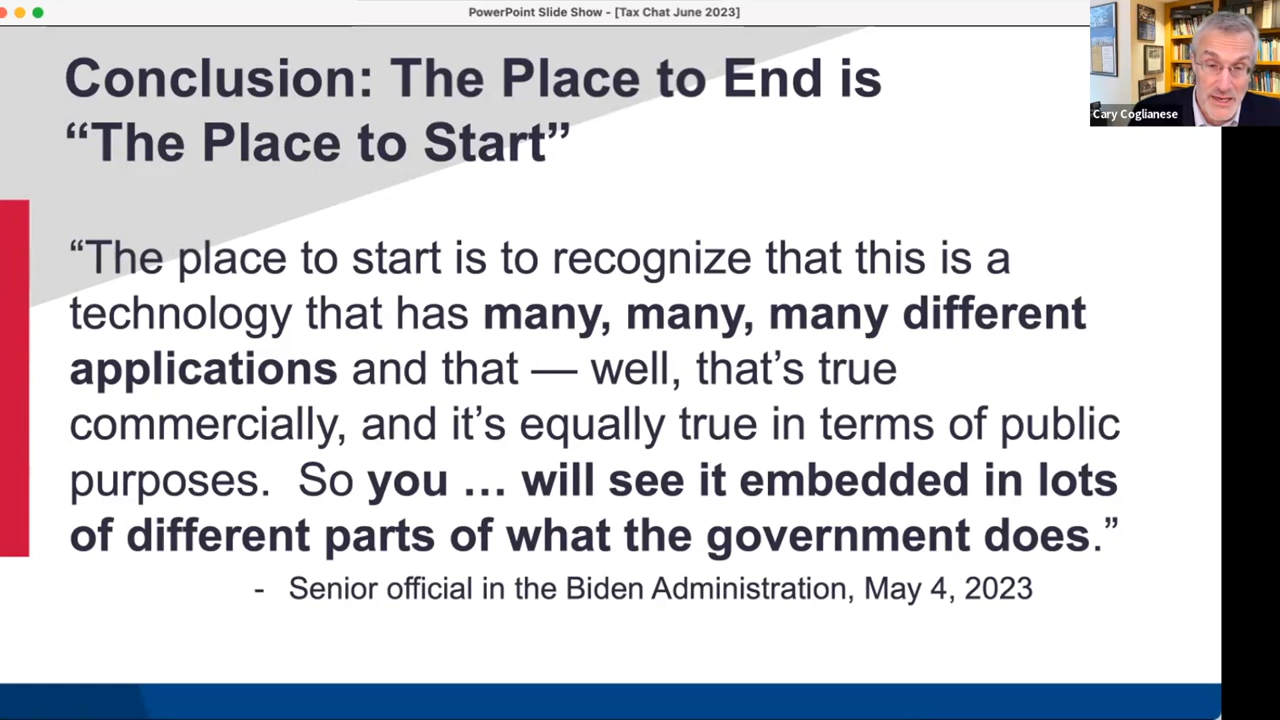 PowerPoint Slide Show - [Tax Chat June 2023]
Cary Coglianese
Conclusion: The Place to End is
“The Place to Start”
“The place to start is to recognize that this is a
technology that has many, many, many different
applications and that — well, that’s true
commercially, and it’s equally true in terms of public
purposes.  So you … will see it embedded in lots
of different parts of what the government does.”
- Senior official in the Biden Administration, May 4, 2023